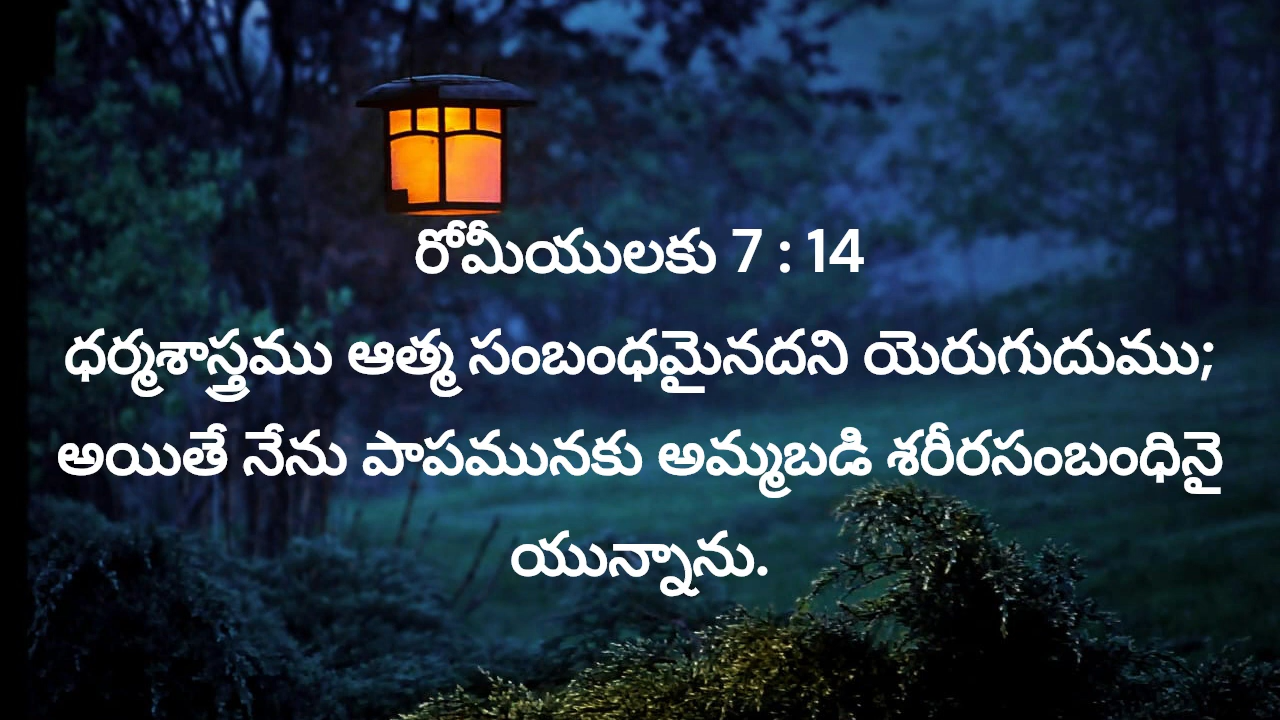 రోమీయులకు 7 : 14
ధర్మశాస్త్రము ఆత్మ సంబంధమైనదని యెరుగుదుము;
అయితే నేను పాపమునకు అమ్మబడి శరీరసంబంధినై
యున్నాను.